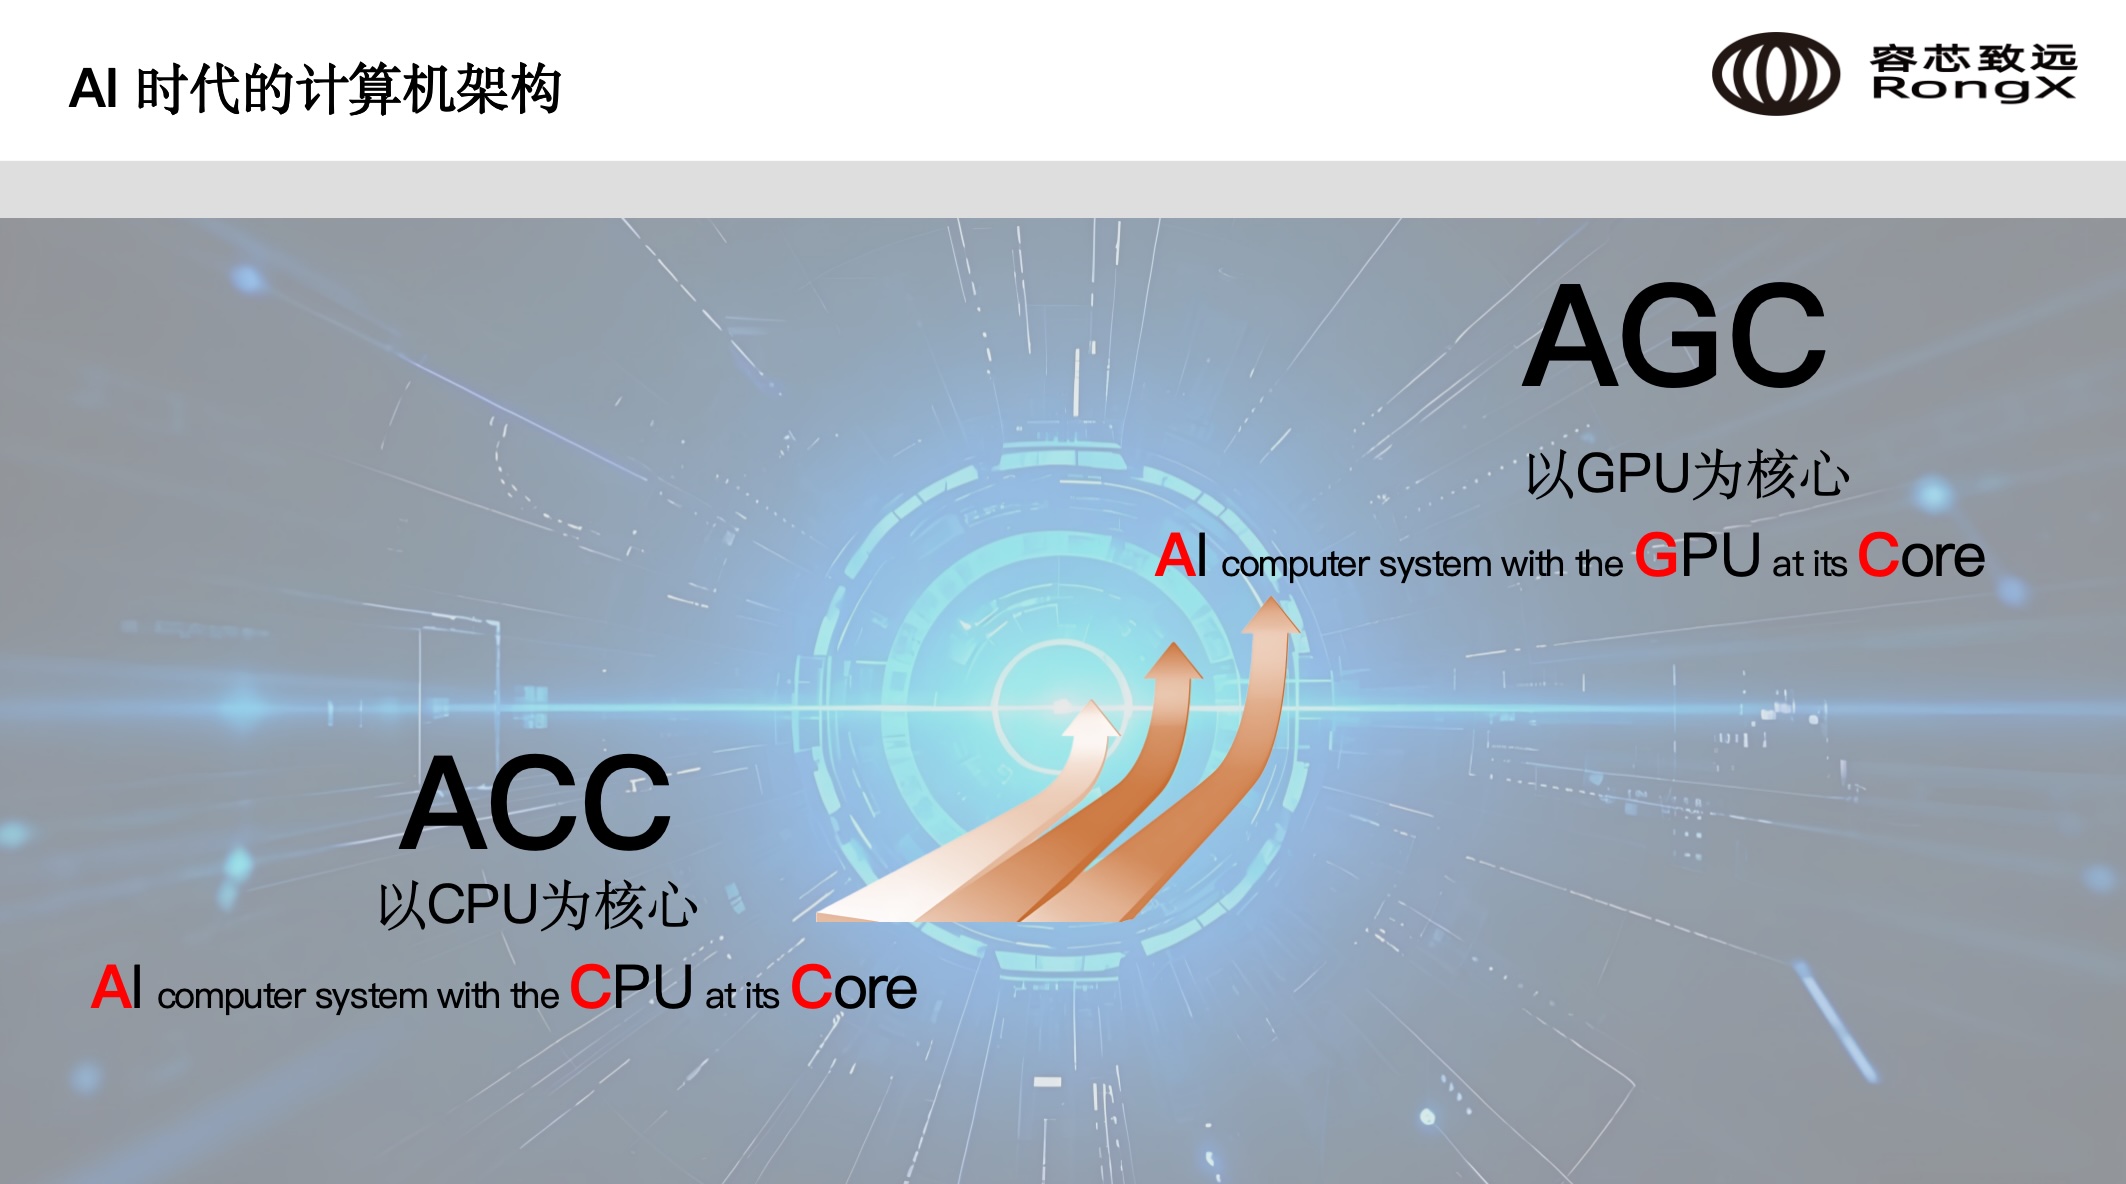 AI 时代的计算机架构
容芯致远
RongX
AGC
以GPU为核心
AI computer system with the GPU at its Core
ACC
以CPU为核心
AI computer system with the CPU at its Core